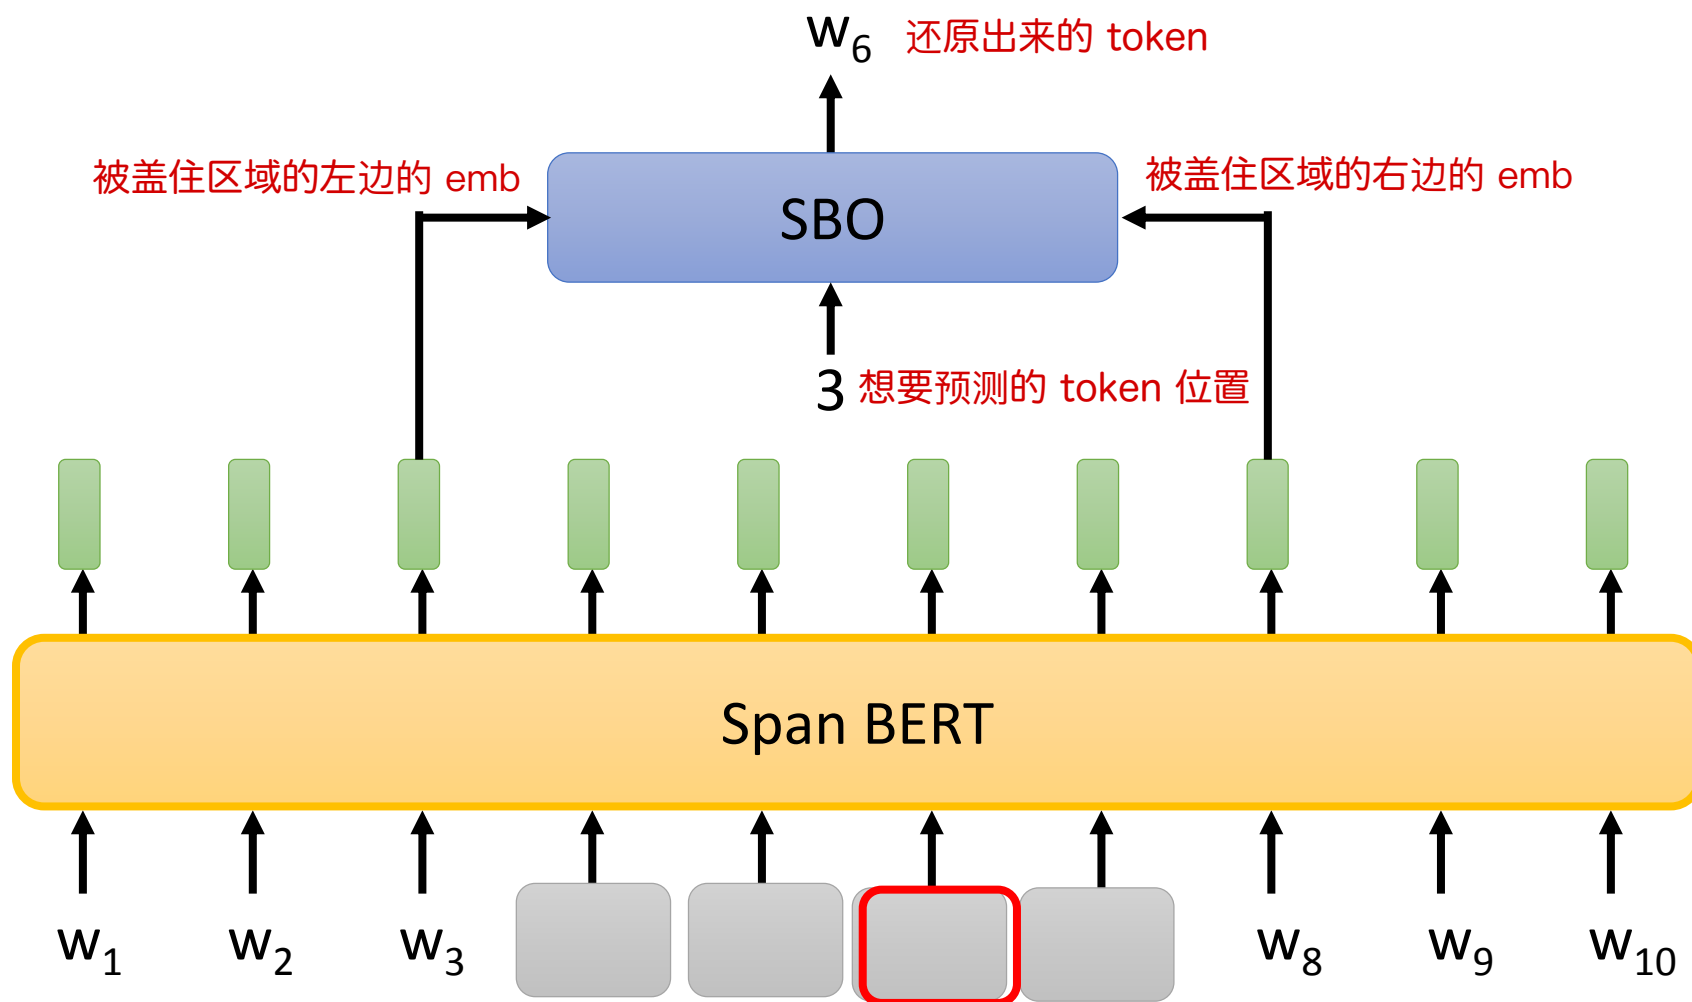 w₆ 还原出来的 token
被盖住区域的左边的 emb
被盖住区域的右边的 emb
SBO
3 想要预测的 token 位置
Span BERT
w₁ w₂ w₃ w₈ w₉ w₁₀